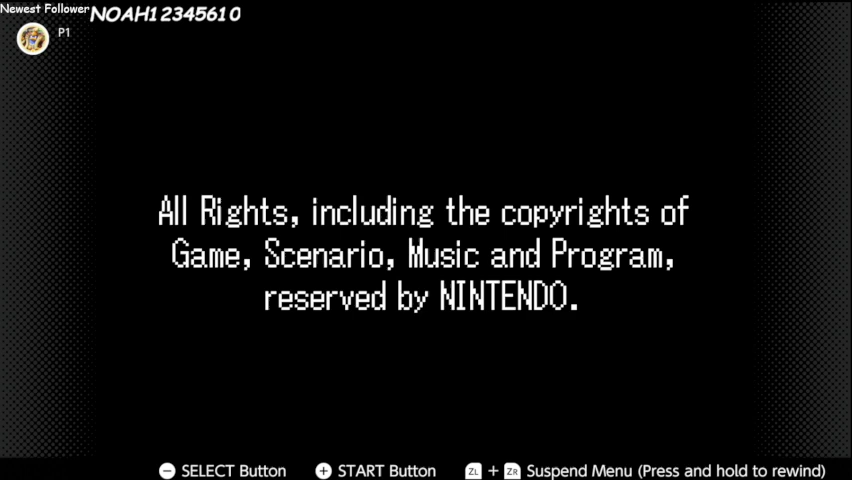 Newest Follower NOAH12345610
P1
All Rights, including the copyrights of
Game, Scenario, Music and Program,
reserved by NINTENDO.
− SELECT Button + START Button ZL + ZR Suspend Menu (Press and hold to rewind)